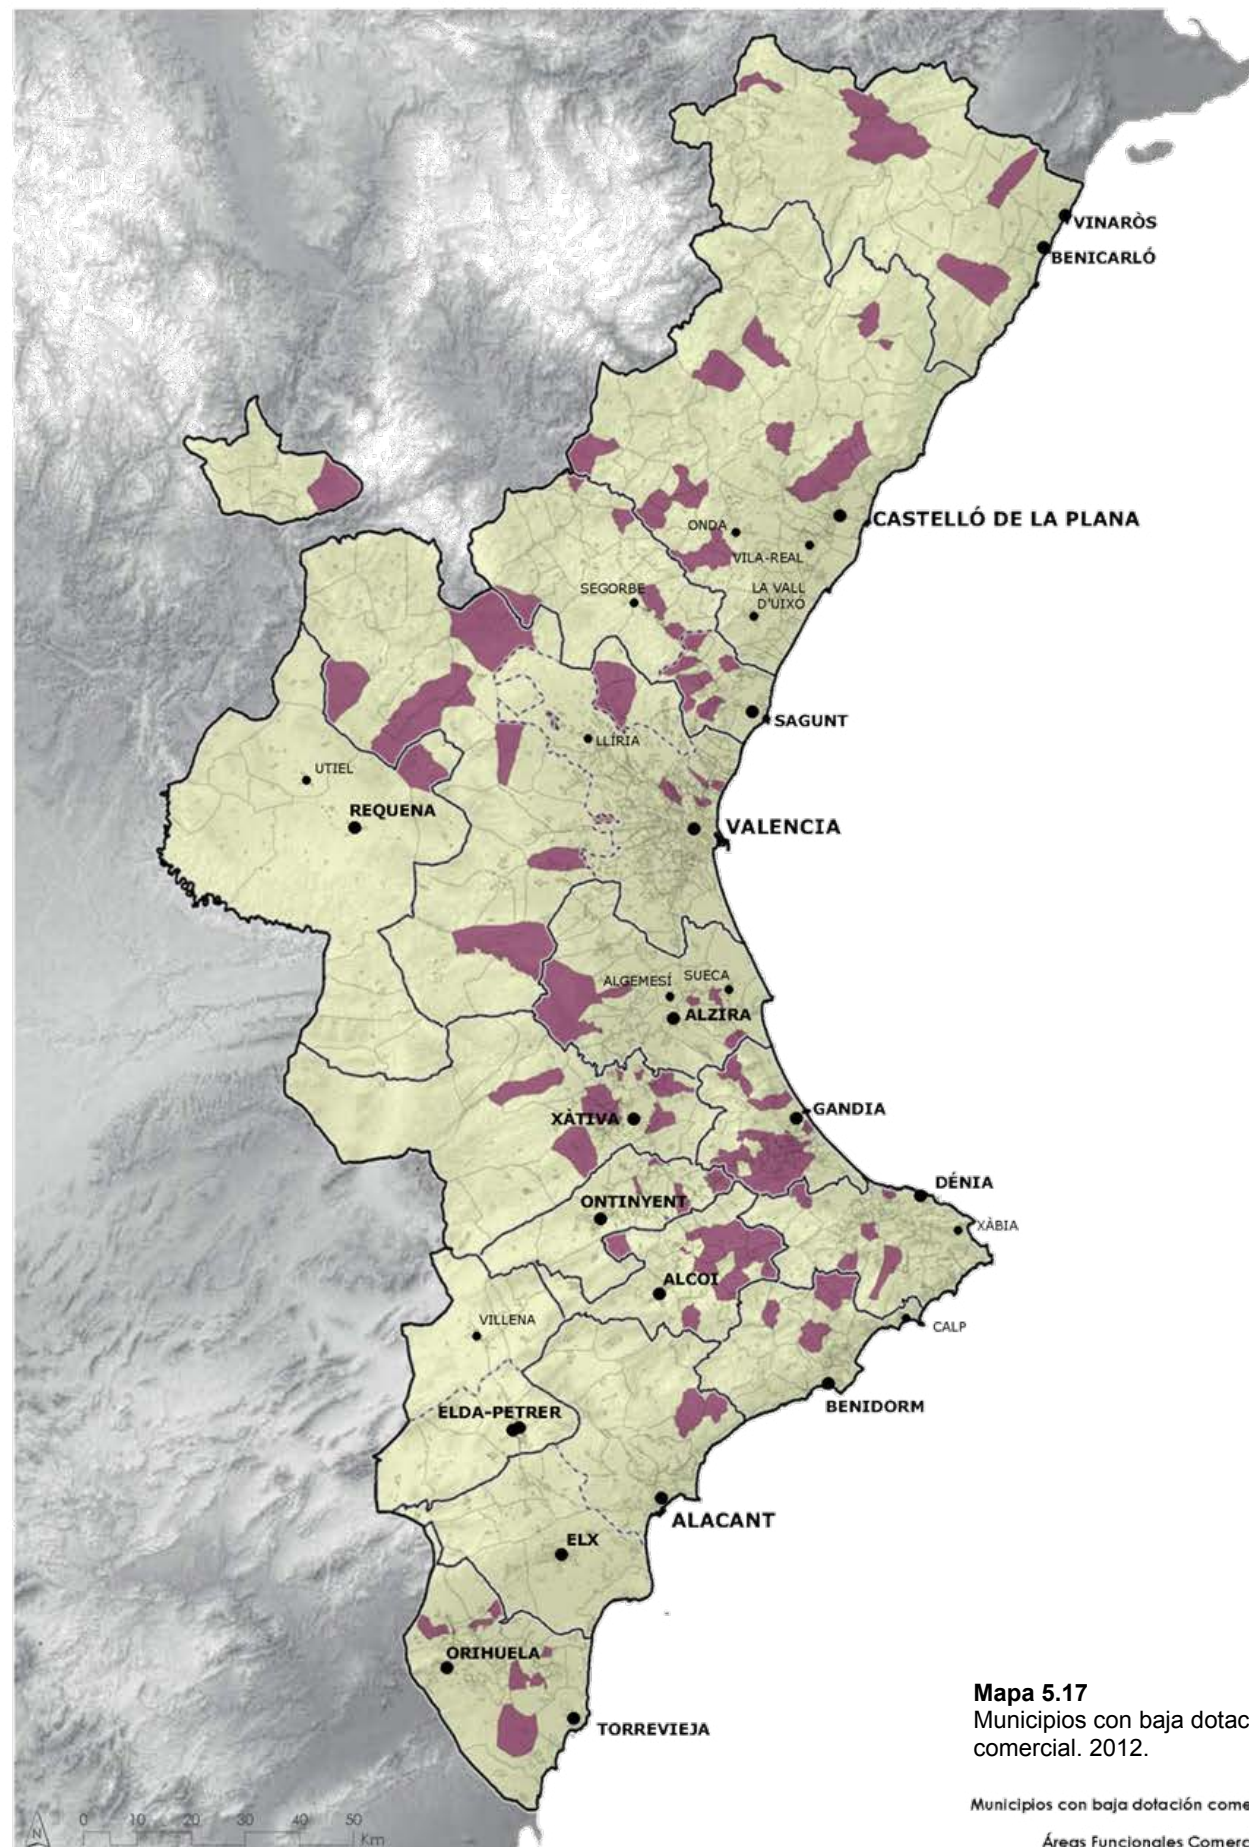 VINARÒS
BENICARLÓ
ONDA
CASTELLÓ DE LA PLANA
VILA-REAL
SEGORBE
LA VALL
D'UIXÓ
SAGUNT
LLÍRIA
UTIEL
REQUENA
VALENCIA
ALGEMESÍ
SUECA
ALZIRA
XÀTIVA
GANDIA
DÉNIA
ONTINYENT
XÀBIA
ALCOI
VILLENA
CALP
BENIDORM
ELDA-PETRER
ALACANT
ELX
ORIHUELA
TORREVIEJA
Mapa 5.17
Municipios con baja dotac
comercial. 2012.
Municipios con baja dotación come
Áreas Funcionales Comerc
N
0 10 20 30 40 50
Km